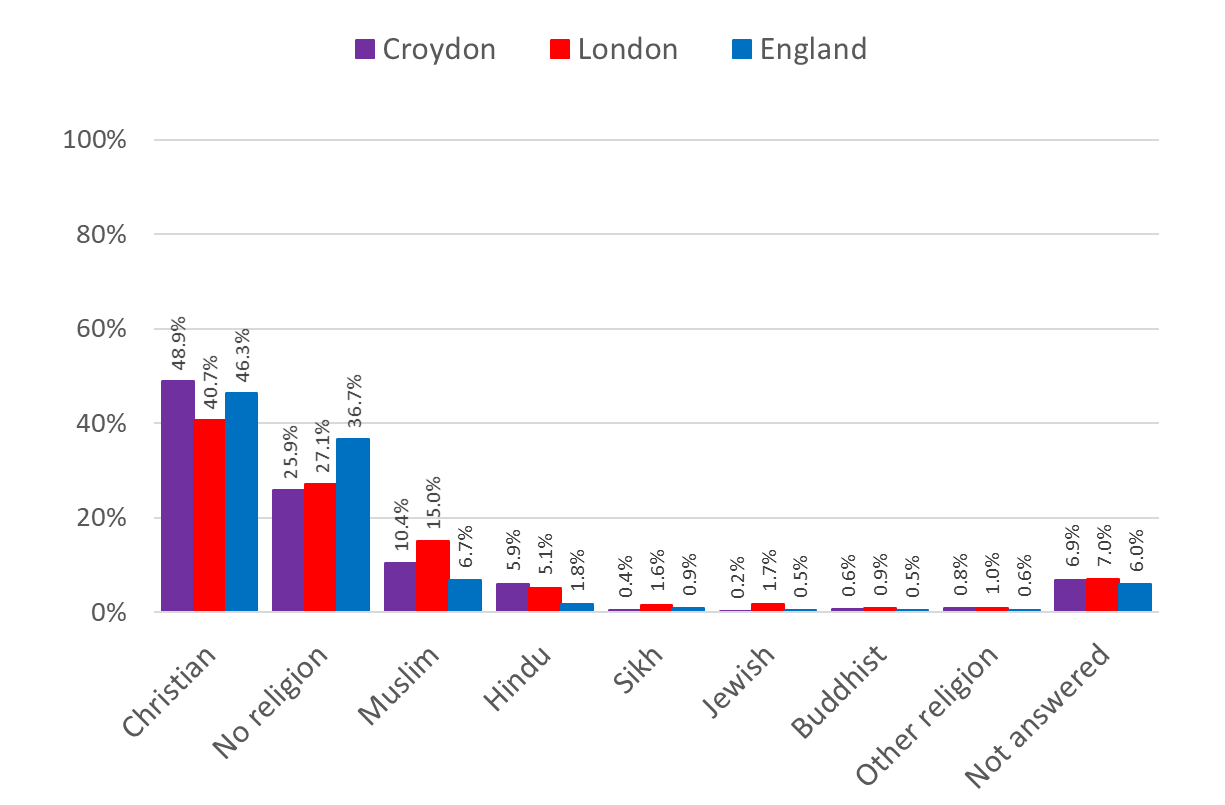 Croydon London England
100%
80%
60%
40%
20%
0%
48.9% 40.7% 46.3%
25.9% 27.1% 36.7%
10.4% 15.0% 6.7%
5.9% 5.1% 1.8%
0.4% 1.6% 0.9%
0.2% 1.7% 0.5%
0.6% 0.9% 0.5%
0.8% 1.0% 0.6%
6.9% 7.0% 6.0%
Christian
No religion
Muslim
Hindu
Sikh
Jewish
Buddhist
Other religion
Not answered